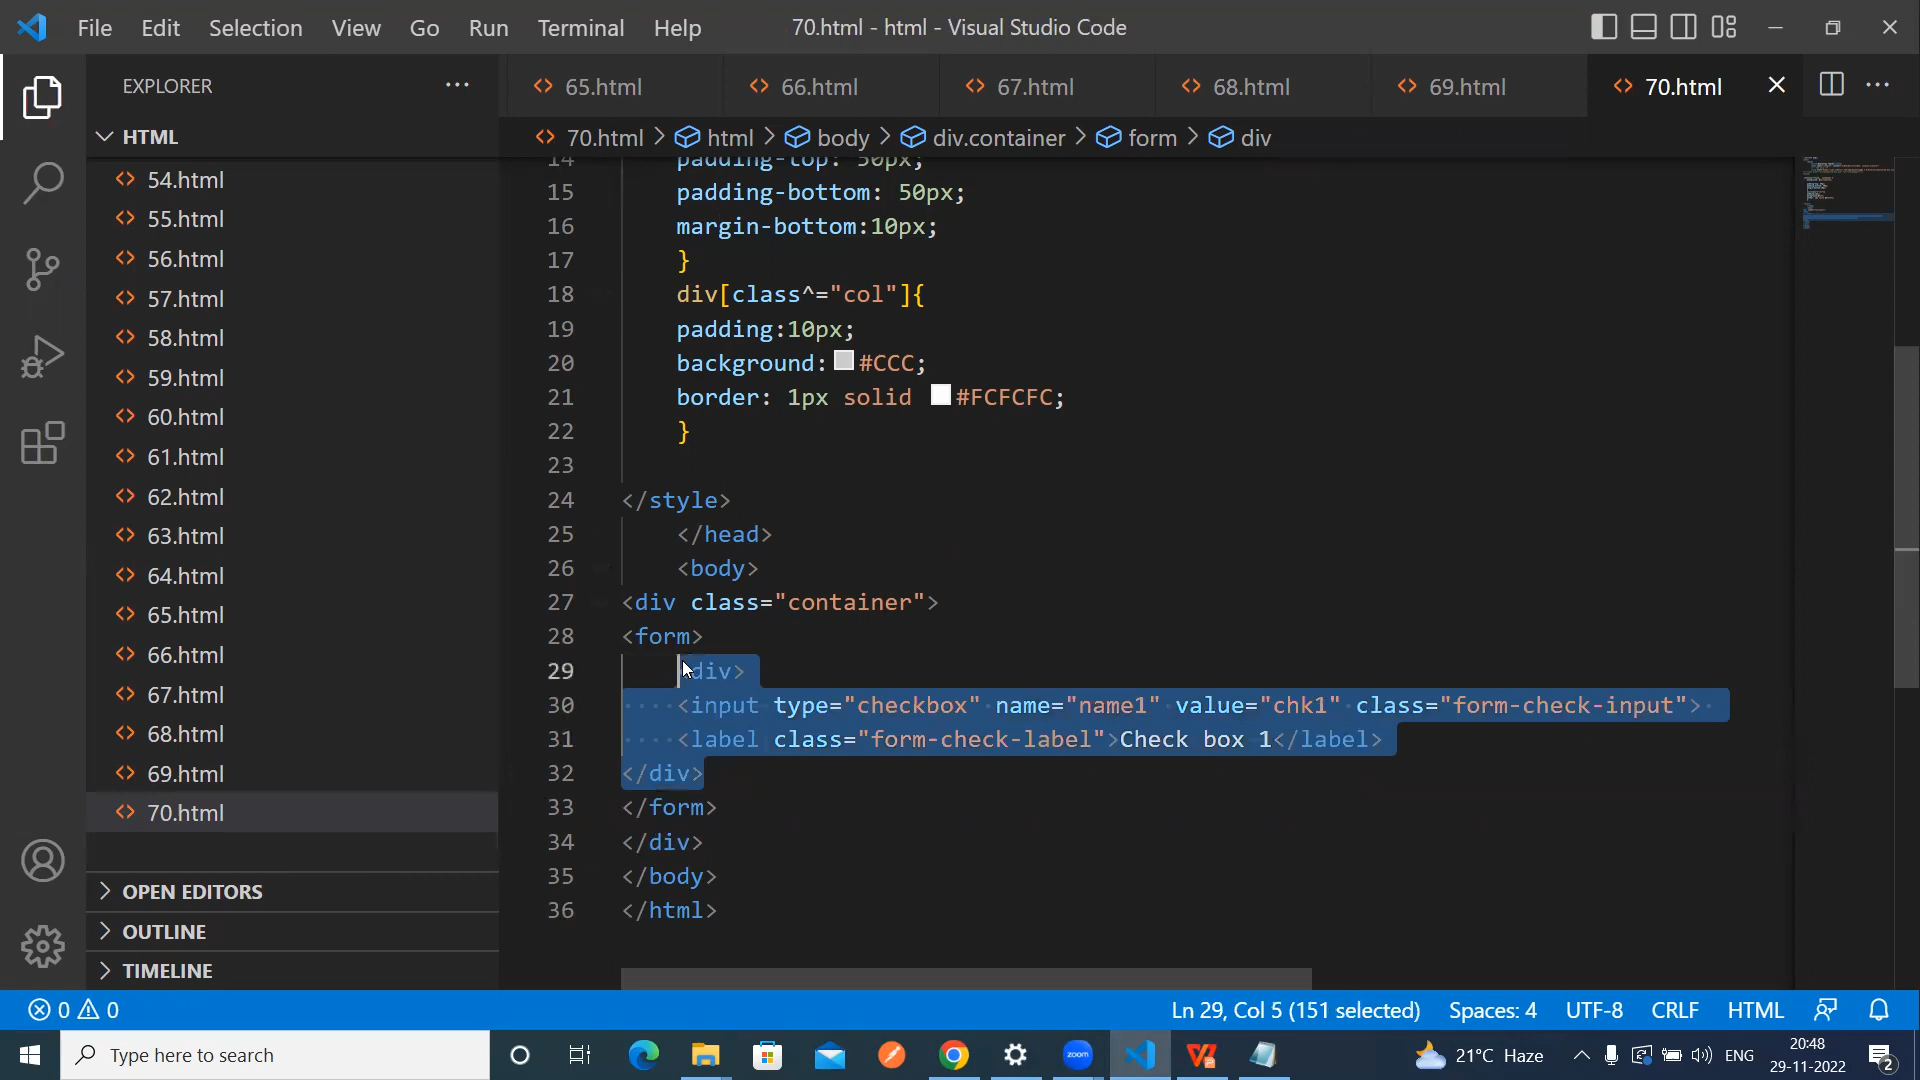 File Edit Selection View Go Run Terminal Help 70.html - html - Visual Studio Code
EXPLORER
65.html 66.html 67.html 68.html 69.html 70.html
HTML
70.html > html > body > div.container > form > div
54.html
55.html
56.html
57.html
58.html
59.html
60.html
61.html
62.html
63.html
64.html
65.html
66.html
67.html
68.html
69.html
70.html
OPEN EDITORS
OUTLINE
TIMELINE
14 padding-top: 50px;
15 padding-bottom: 50px;
16 margin-bottom:10px;
17 }
18 div[class^="col"]{
19 padding:10px;
20 background: #CCC;
21 border: 1px solid #FCFCFC;
22 }
23
24 </style>
25 </head>
26 <body>
27 <div class="container">
28 <form>
29 <div>
30 <input type="checkbox" name="name1" value="chk1" class="form-check-input">
31 <label class="form-check-label">Check box 1</label>
32 </div>
33 </form>
34 </div>
35 </body>
36 </html>
0 0 Ln 29, Col 5 (151 selected) Spaces: 4 UTF-8 CRLF HTML
Type here to search
zoom
21°C Haze
ENG
20:48
29-11-2022
2